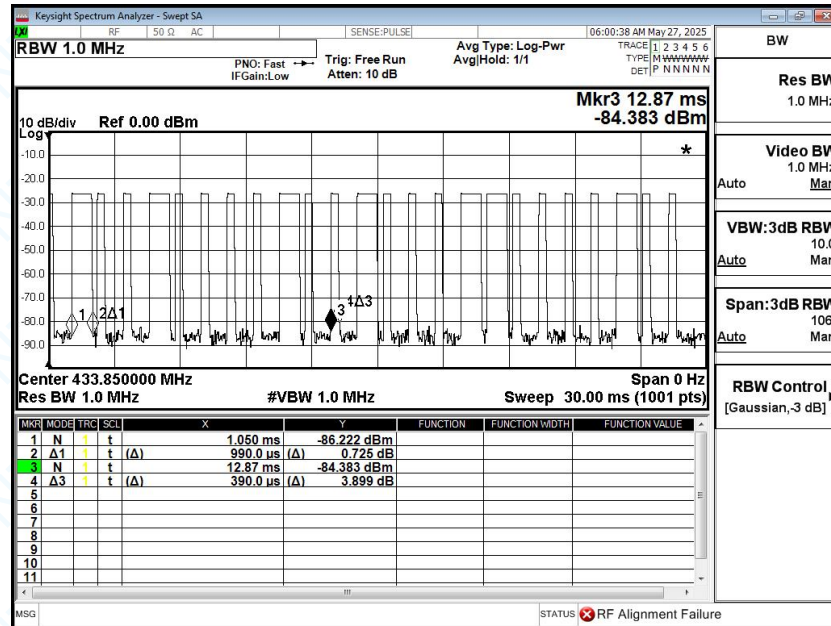 Keysight Spectrum Analyzer - Swept SA
LXI RF 50 Ω AC SENSE:PULSE 06:00:38 AM May 27, 2025
RBW 1.0 MHz
PNO: Fast
IFGain:Low
Trig: Free Run
Atten: 10 dB
Avg Type: Log-Pwr
Avg|Hold: 1/1
TRACE 1 2 3 4 5 6
TYPE M W W W W W
DET P N N N N N
Mkr3 12.87 ms
-84.383 dBm
10 dB/div Ref 0.00 dBm
Log
-10.0
-20.0
-30.0
-40.0
-50.0
-60.0
-70.0
-80.0
-90.0
*
1 2Δ1
3 4Δ3
Center 433.850000 MHz Span 0 Hz
Res BW 1.0 MHz #VBW 1.0 MHz Sweep 30.00 ms (1001 pts)
MKR MODE TRC SCL X Y FUNCTION FUNCTION WIDTH FUNCTION VALUE
1 N 1 t 1.050 ms -86.222 dBm
2 Δ1 1 t (Δ) 990.0 µs (Δ) 0.725 dB
3 N 1 t 12.87 ms -84.383 dBm
4 Δ3 1 t (Δ) 390.0 µs (Δ) 3.899 dB
5
6
7
8
9
10
11
MSG STATUS RF Alignment Failure
BW
Res BW
1.0 MHz
Video BW
1.0 MHz
Auto Man
VBW:3dB RBW
10.0
Auto Man
Span:3dB RBW
106
Auto Man
RBW Control
[Gaussian,-3 dB]